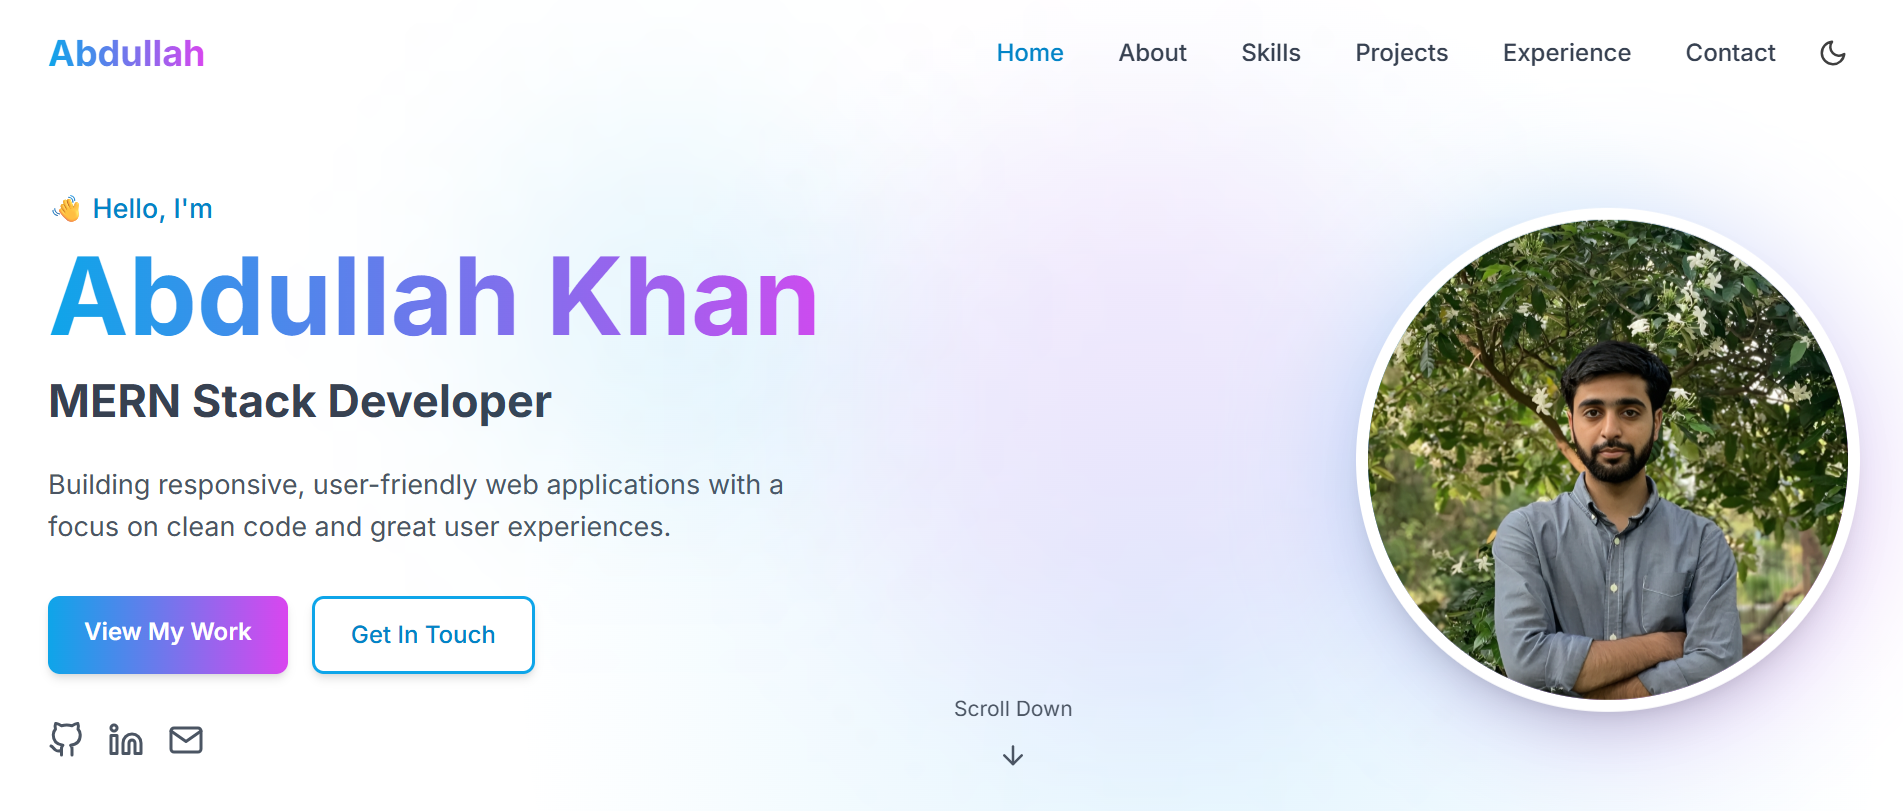 Abdullah
Home About Skills Projects Experience Contact
👋 Hello, I'm
Abdullah Khan
MERN Stack Developer
Building responsive, user-friendly web applications with a
focus on clean code and great user experiences.
View My Work
Get In Touch
Scroll Down